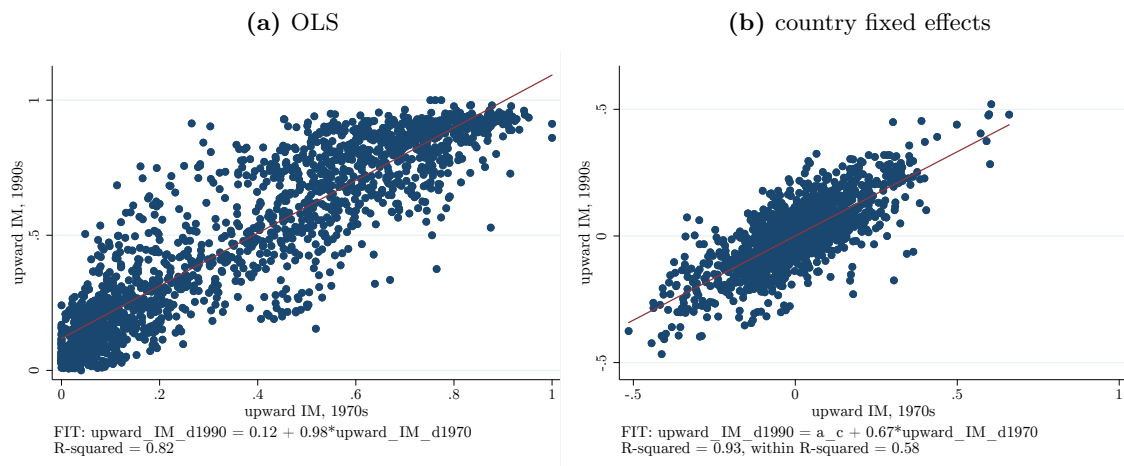 (a) OLS
upward IM, 1990s
1
.5
0
0 .2 .4 .6 .8 1
upward IM, 1970s
FIT: upward_IM_d1990 = 0.12 + 0.98*upward_IM_d1970
R-squared = 0.82
(b) country fixed effects
upward IM, 1990s
.5
0
-.5
-.5 0 .5 1
upward IM, 1970s
FIT: upward_IM_d1990 = a_c + 0.67*upward_IM_d1970
R-squared = 0.93, within R-squared = 0.58